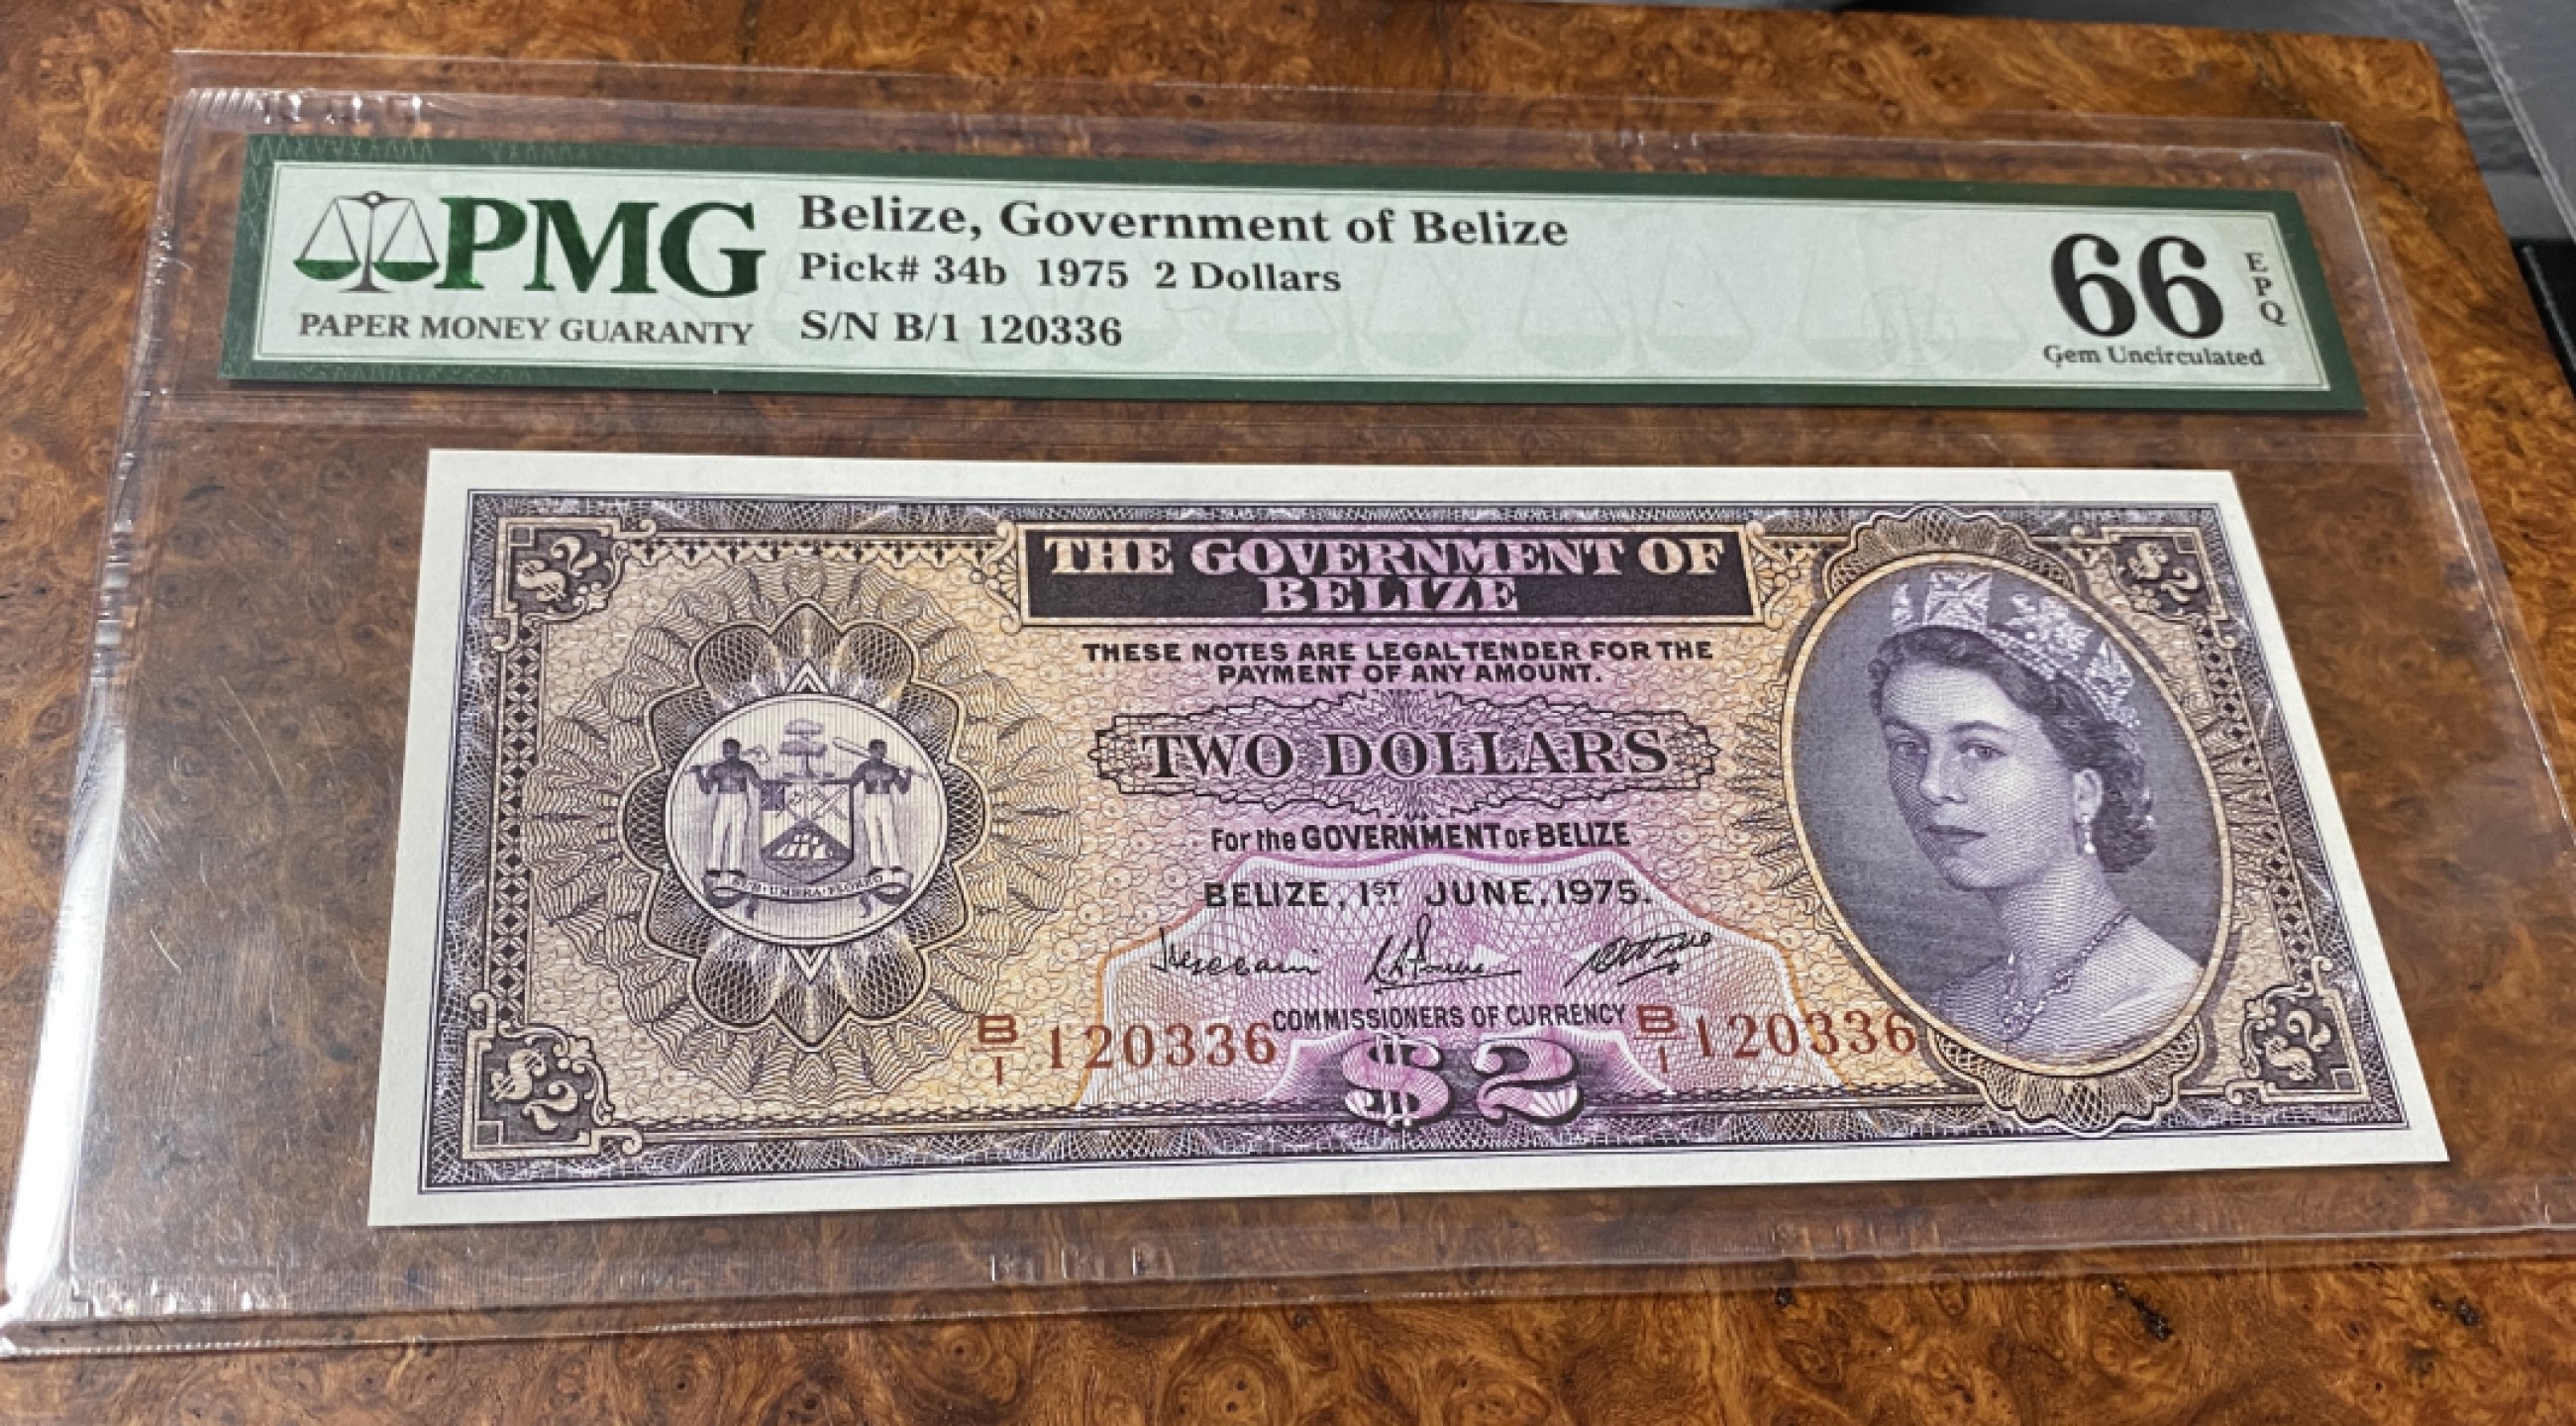 PMG
PAPER MONEY GUARANTY
Belize, Government of Belize
Pick# 34b 1975 2 Dollars
S/N B/1 120336
66
EPQ
Gem Uncirculated
$2
$2
THE GOVERNMENT OF
BELIZE
THESE NOTES ARE LEGAL TENDER FOR THE
PAYMENT OF ANY AMOUNT.
TWO DOLLARS
For the GOVERNMENT of BELIZE
SUB·UMBRA·FLOREO
BELIZE, 1ST JUNE, 1975.
COMMISSIONERS OF CURRENCY
B/1 120336
B/1 120336
$2
$2
$2